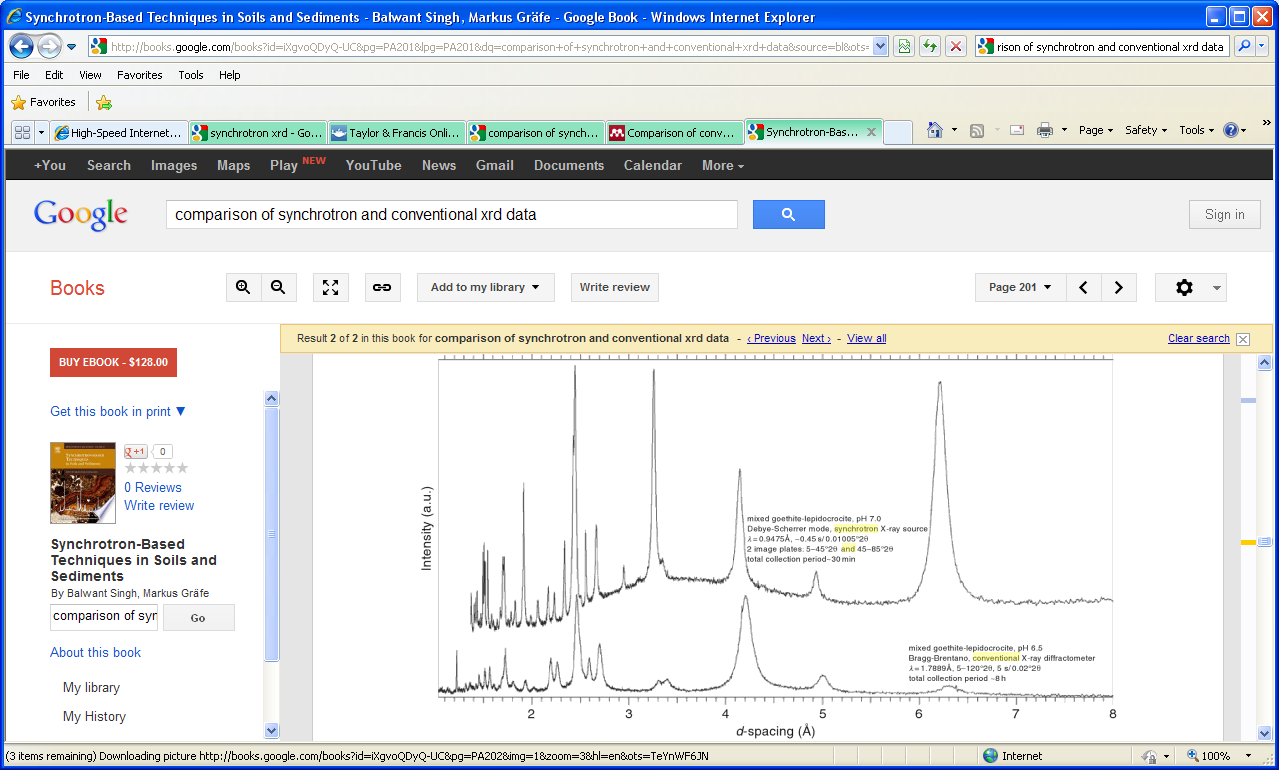 Synchrotron-Based Techniques in Soils and Sediments - Balwant Singh, Markus Gräfe - Google Book - Windows Internet Explorer
http://books.google.com/books?id=iXgvoQDyQ-UC&pg=PA201&lpg=PA201&dq=comparison+of+synchrotron+and+conventional+xrd+data&source=bl&ots=
rison of synchrotron and conventional xrd data
File Edit View Favorites Tools Help
Favorites
High-Speed Internet...
synchrotron xrd - Go...
Taylor & Francis Onli...
comparison of synch...
Comparison of conv...
Synchrotron-Bas...
Page Safety Tools
+You Search Images Maps Play NEW YouTube News Gmail Documents Calendar More
Google
comparison of synchrotron and conventional xrd data
Sign in
Books
Add to my library
Write review
Page 201
Result 2 of 2 in this book for comparison of synchrotron and conventional xrd data - ‹ Previous Next › - View all
Clear search
BUY EBOOK - $128.00
Get this book in print ▼
+1 0
0 Reviews
Write review
Synchrotron-Based
Techniques in Soils and
Sediments
By Balwant Singh, Markus Gräfe
comparison of syn
Go
About this book
My library
My History
Intensity (a.u.)
mixed goethite-lepidocrocite, pH 7.0
Debye-Scherrer mode, synchrotron X-ray source
λ = 0.9475Å, ~0.45 s/0.01005°2θ
2 image plates: 5–45°2θ and 45–85°2θ
total collection period~30 min
mixed goethite-lepidocrocite, pH 6.5
Bragg-Brentano, conventional X-ray diffractometer
λ = 1.7889Å, 5–120°2θ, 5 s/0.02°2θ
total collection period ~8 h
2 3 4 5 6 7 8
d-spacing (Å)
(3 items remaining) Downloading picture http://books.google.com/books?id=iXgvoQDyQ-UC&pg=PA202&img=1&zoom=3&hl=en&ots=TeYnWF6JN
Internet
100%